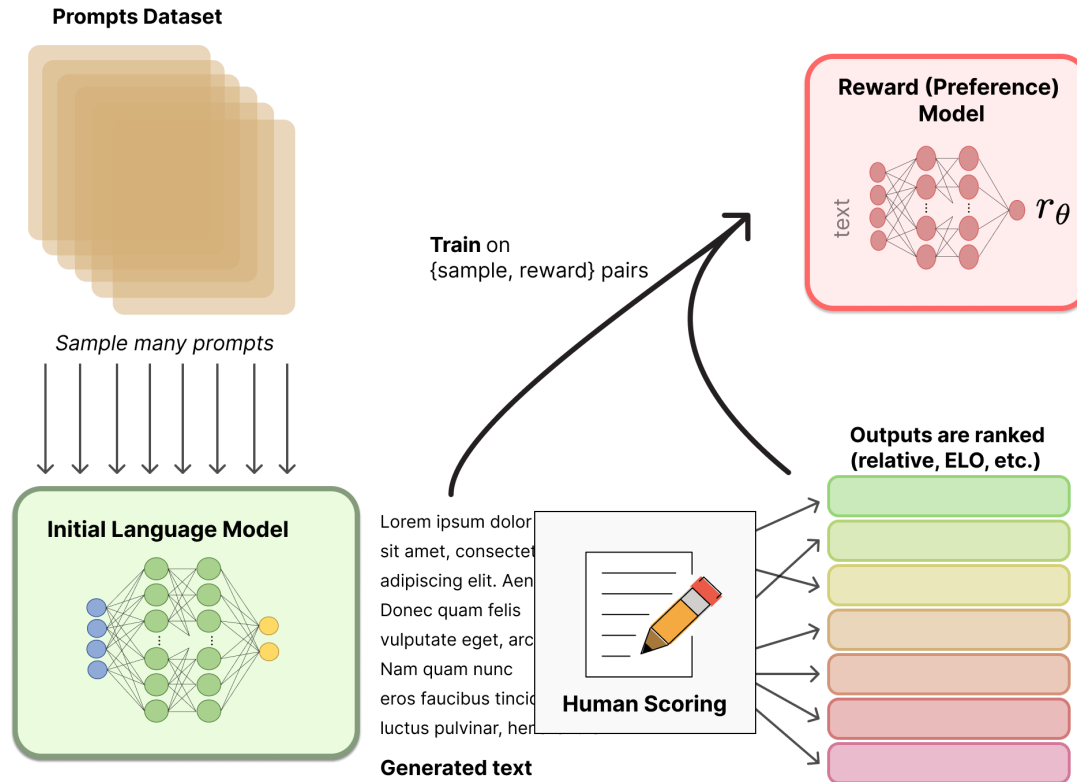 Prompts Dataset
Reward (Preference)
Model
text
r_θ
Train on
{sample, reward} pairs
Sample many prompts
Outputs are ranked
(relative, ELO, etc.)
Initial Language Model
Lorem ipsum dolor
sit amet, consectet
adipiscing elit. Aen
Donec quam felis
vulputate eget, arc
Nam quam nunc
eros faucibus tincid
luctus pulvinar, her
Human Scoring
Generated text